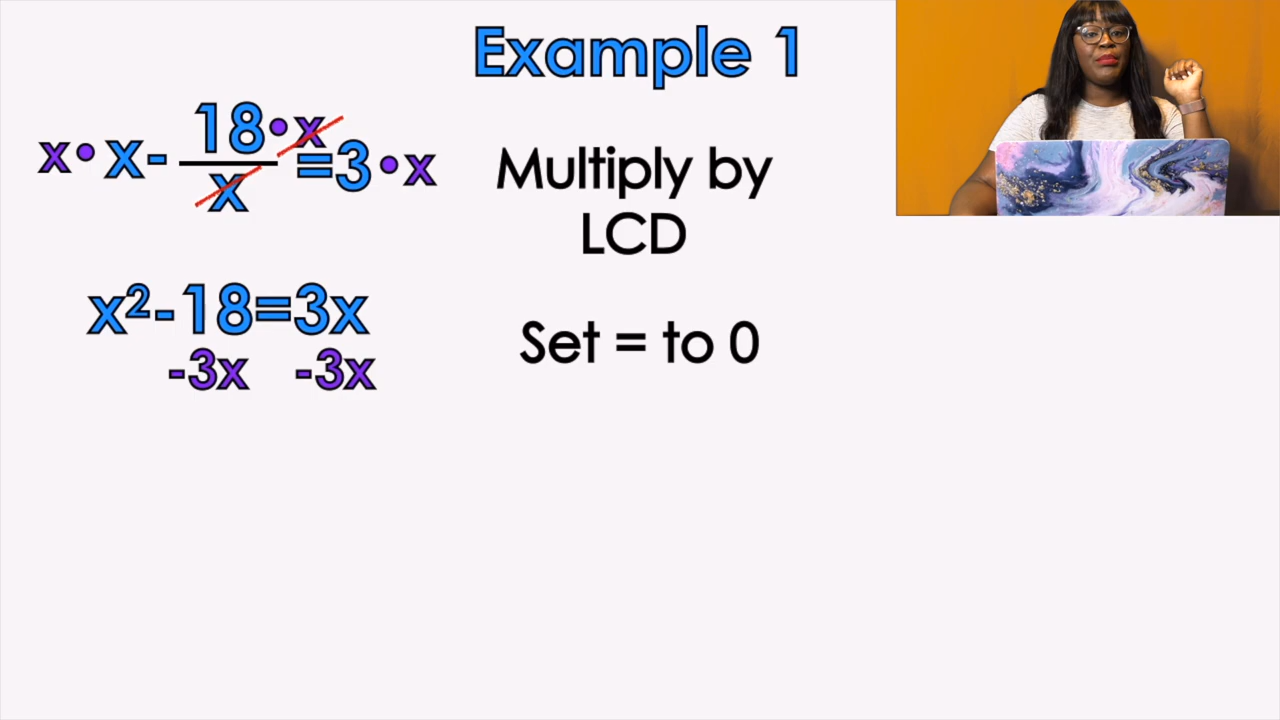 Example 1
x•x-18•x/x=3•x
Multiply by
LCD
x²-18=3x
-3x -3x
Set = to 0